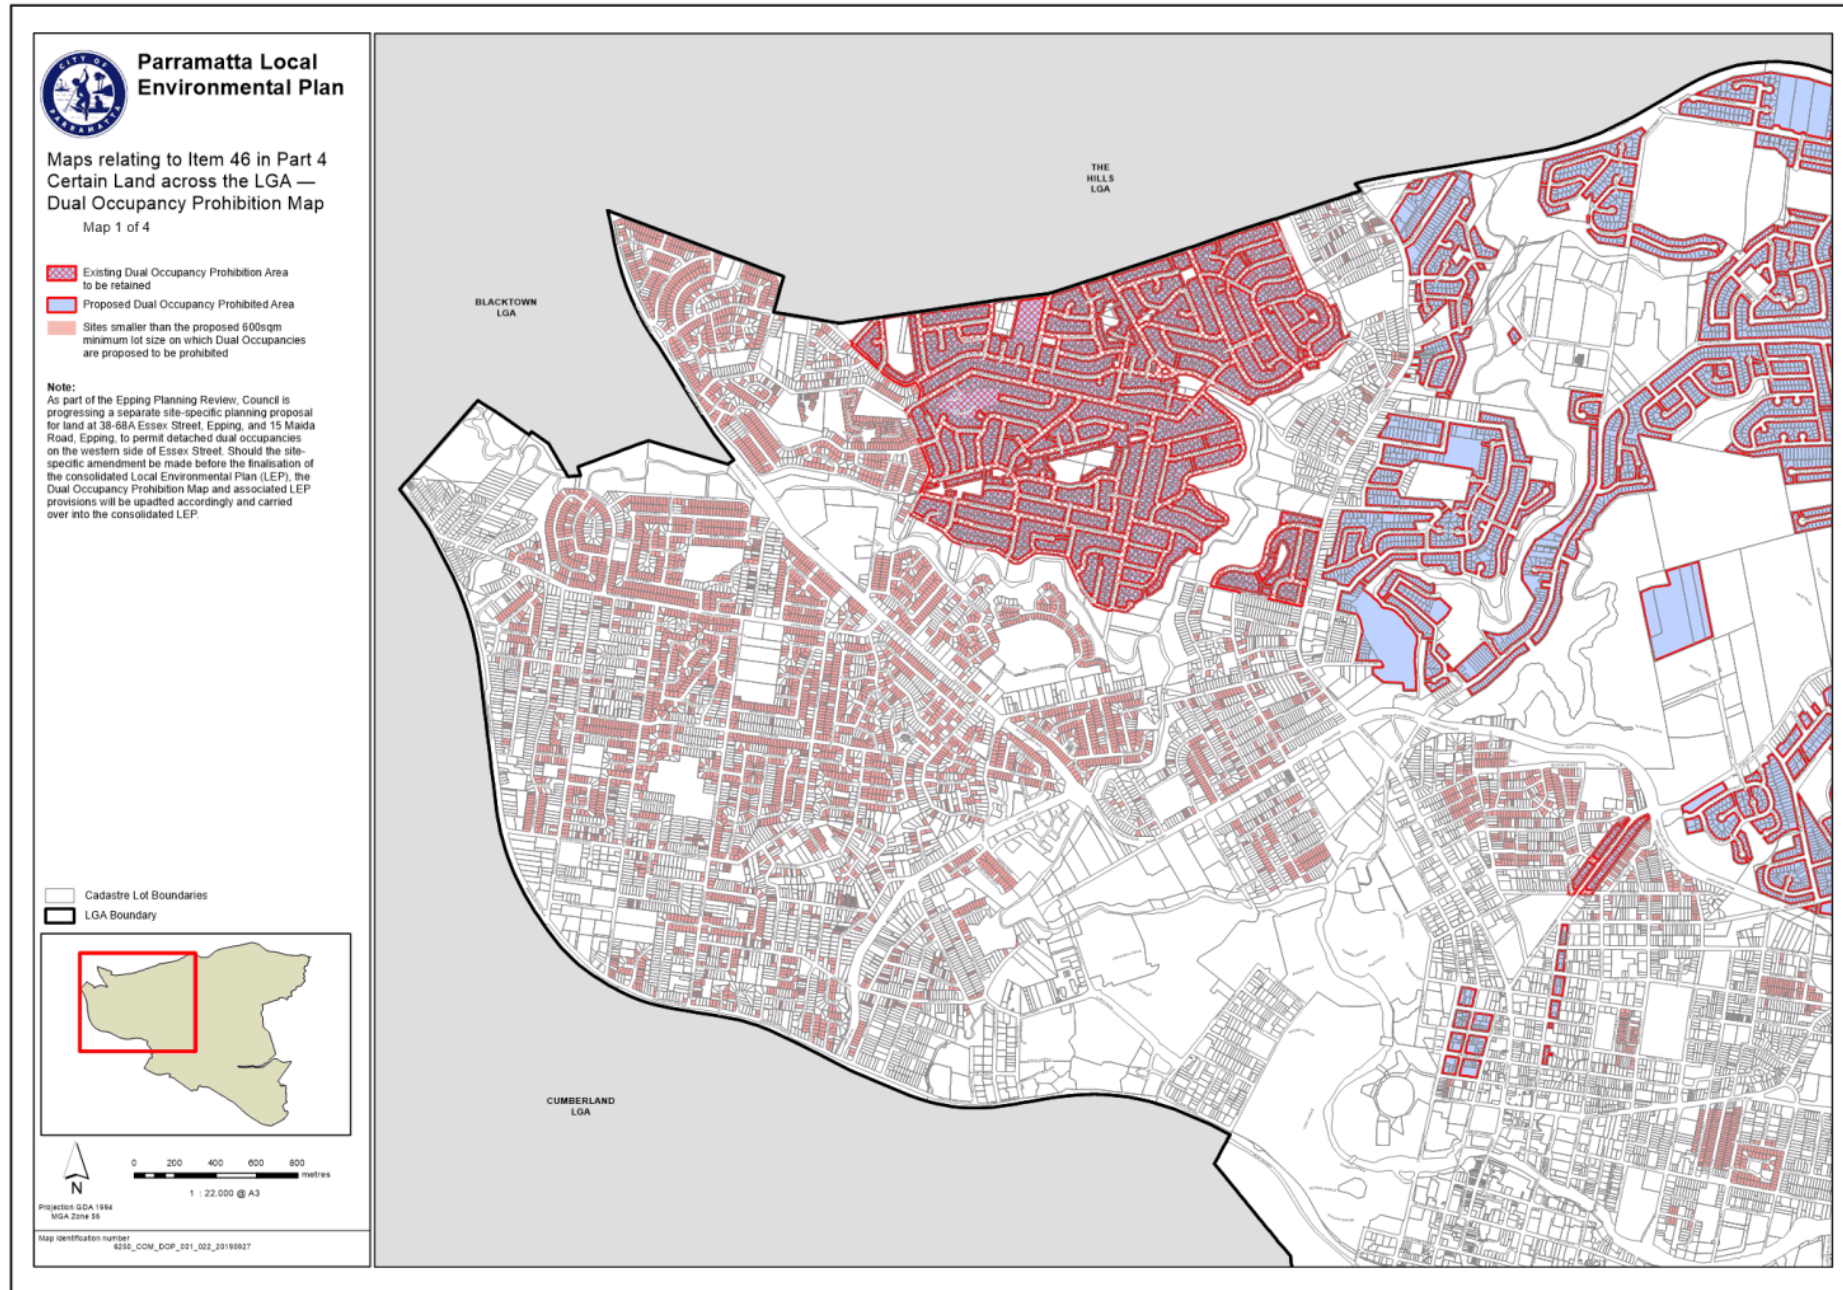 CITY OF
PARRAMATTA
Parramatta Local
Environmental Plan
Maps relating to Item 46 in Part 4
Certain Land across the LGA —
Dual Occupancy Prohibition Map
Map 1 of 4
Existing Dual Occupancy Prohibition Area
to be retained
Proposed Dual Occupancy Prohibited Area
Sites smaller than the proposed 600sqm
minimum lot size on which Dual Occupancies
are proposed to be prohibited
Note:
As part of the Epping Planning Review, Council is
progressing a separate site-specific planning proposal
for land at 38-68A Essex Street, Epping, and 15 Maida
Road, Epping, to permit detached dual occupancies
on the western side of Essex Street. Should the site-
specific amendment be made before the finalisation of
the consolidated Local Environmental Plan (LEP), the
Dual Occupancy Prohibition Map and associated LEP
provisions will be upadted accordingly and carried
over into the consolidated LEP.
Cadastre Lot Boundaries
LGA Boundary
N
0 200 400 600 800
metres
1 : 22,000 @ A3
Projection GDA 1994
MGA Zone 56
Map identification number
6250_COM_DOP_001_022_20190927
THE
HILLS
LGA
BLACKTOWN
LGA
CUMBERLAND
LGA